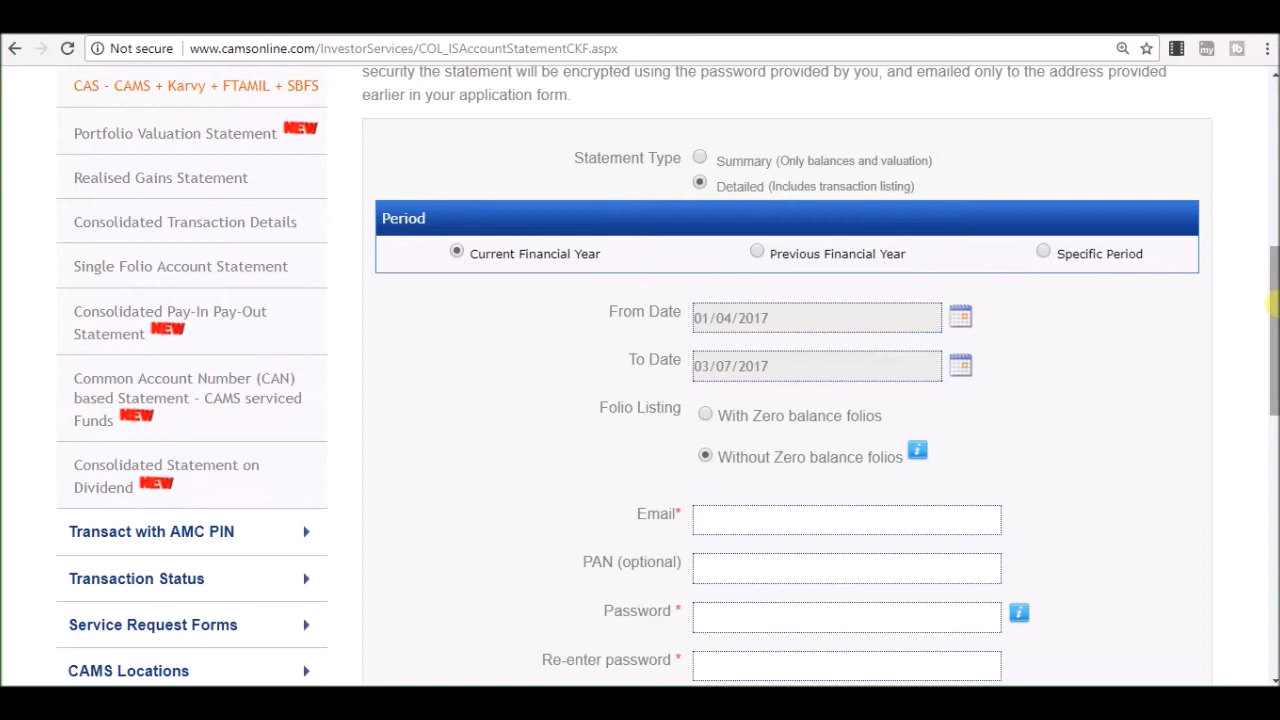 Not secure
www.camsonline.com/InvestorServices/COL_ISAccountStatementCKF.aspx
my
CAS - CAMS + Karvy + FTAMIL + SBFS
Portfolio Valuation Statement NEW
Realised Gains Statement
Consolidated Transaction Details
Single Folio Account Statement
Consolidated Pay-In Pay-Out
Statement NEW
Common Account Number (CAN)
based Statement - CAMS serviced
Funds NEW
Consolidated Statement on
Dividend NEW
Transact with AMC PIN
Transaction Status
Service Request Forms
CAMS Locations
security the statement will be encrypted using the password provided by you, and emailed only to the address provided
earlier in your application form.
Statement Type
Summary (Only balances and valuation)
Detailed (Includes transaction listing)
Period
Current Financial Year
Previous Financial Year
Specific Period
From Date
01/04/2017
To Date
03/07/2017
Folio Listing
With Zero balance folios
Without Zero balance folios i
Email*
PAN (optional)
Password *
i
Re-enter password *